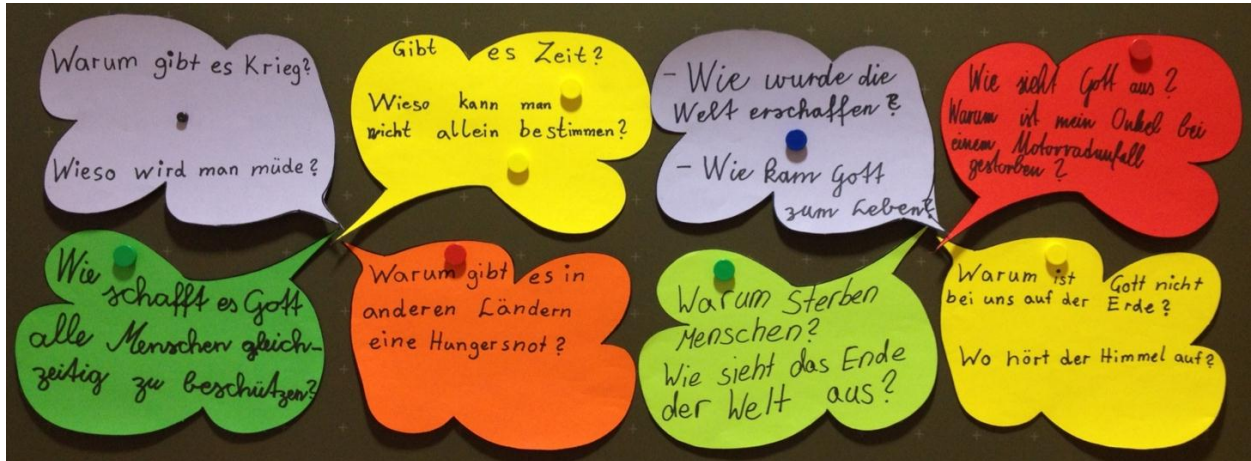 Warum gibt es Krieg?
Wieso wird man müde?
Gibt es Zeit?
Wieso kann man
nicht allein bestimmen?
- Wie wurde die
Welt erschaffen?
- Wie kam Gott
zum Leben?
Wie sieht Gott aus?
Warum ist mein Onkel bei
einem Motorradunfall
gestorben?
Wie
schafft es Gott
alle Menschen gleich-
zeitig zu beschützen?
Warum gibt es in
anderen Ländern
eine Hungersnot?
Warum Sterben
Menschen?
Wie sieht das Ende
der Welt aus?
Warum ist Gott nicht
bei uns auf der Erde?
Wo hört der Himmel auf?